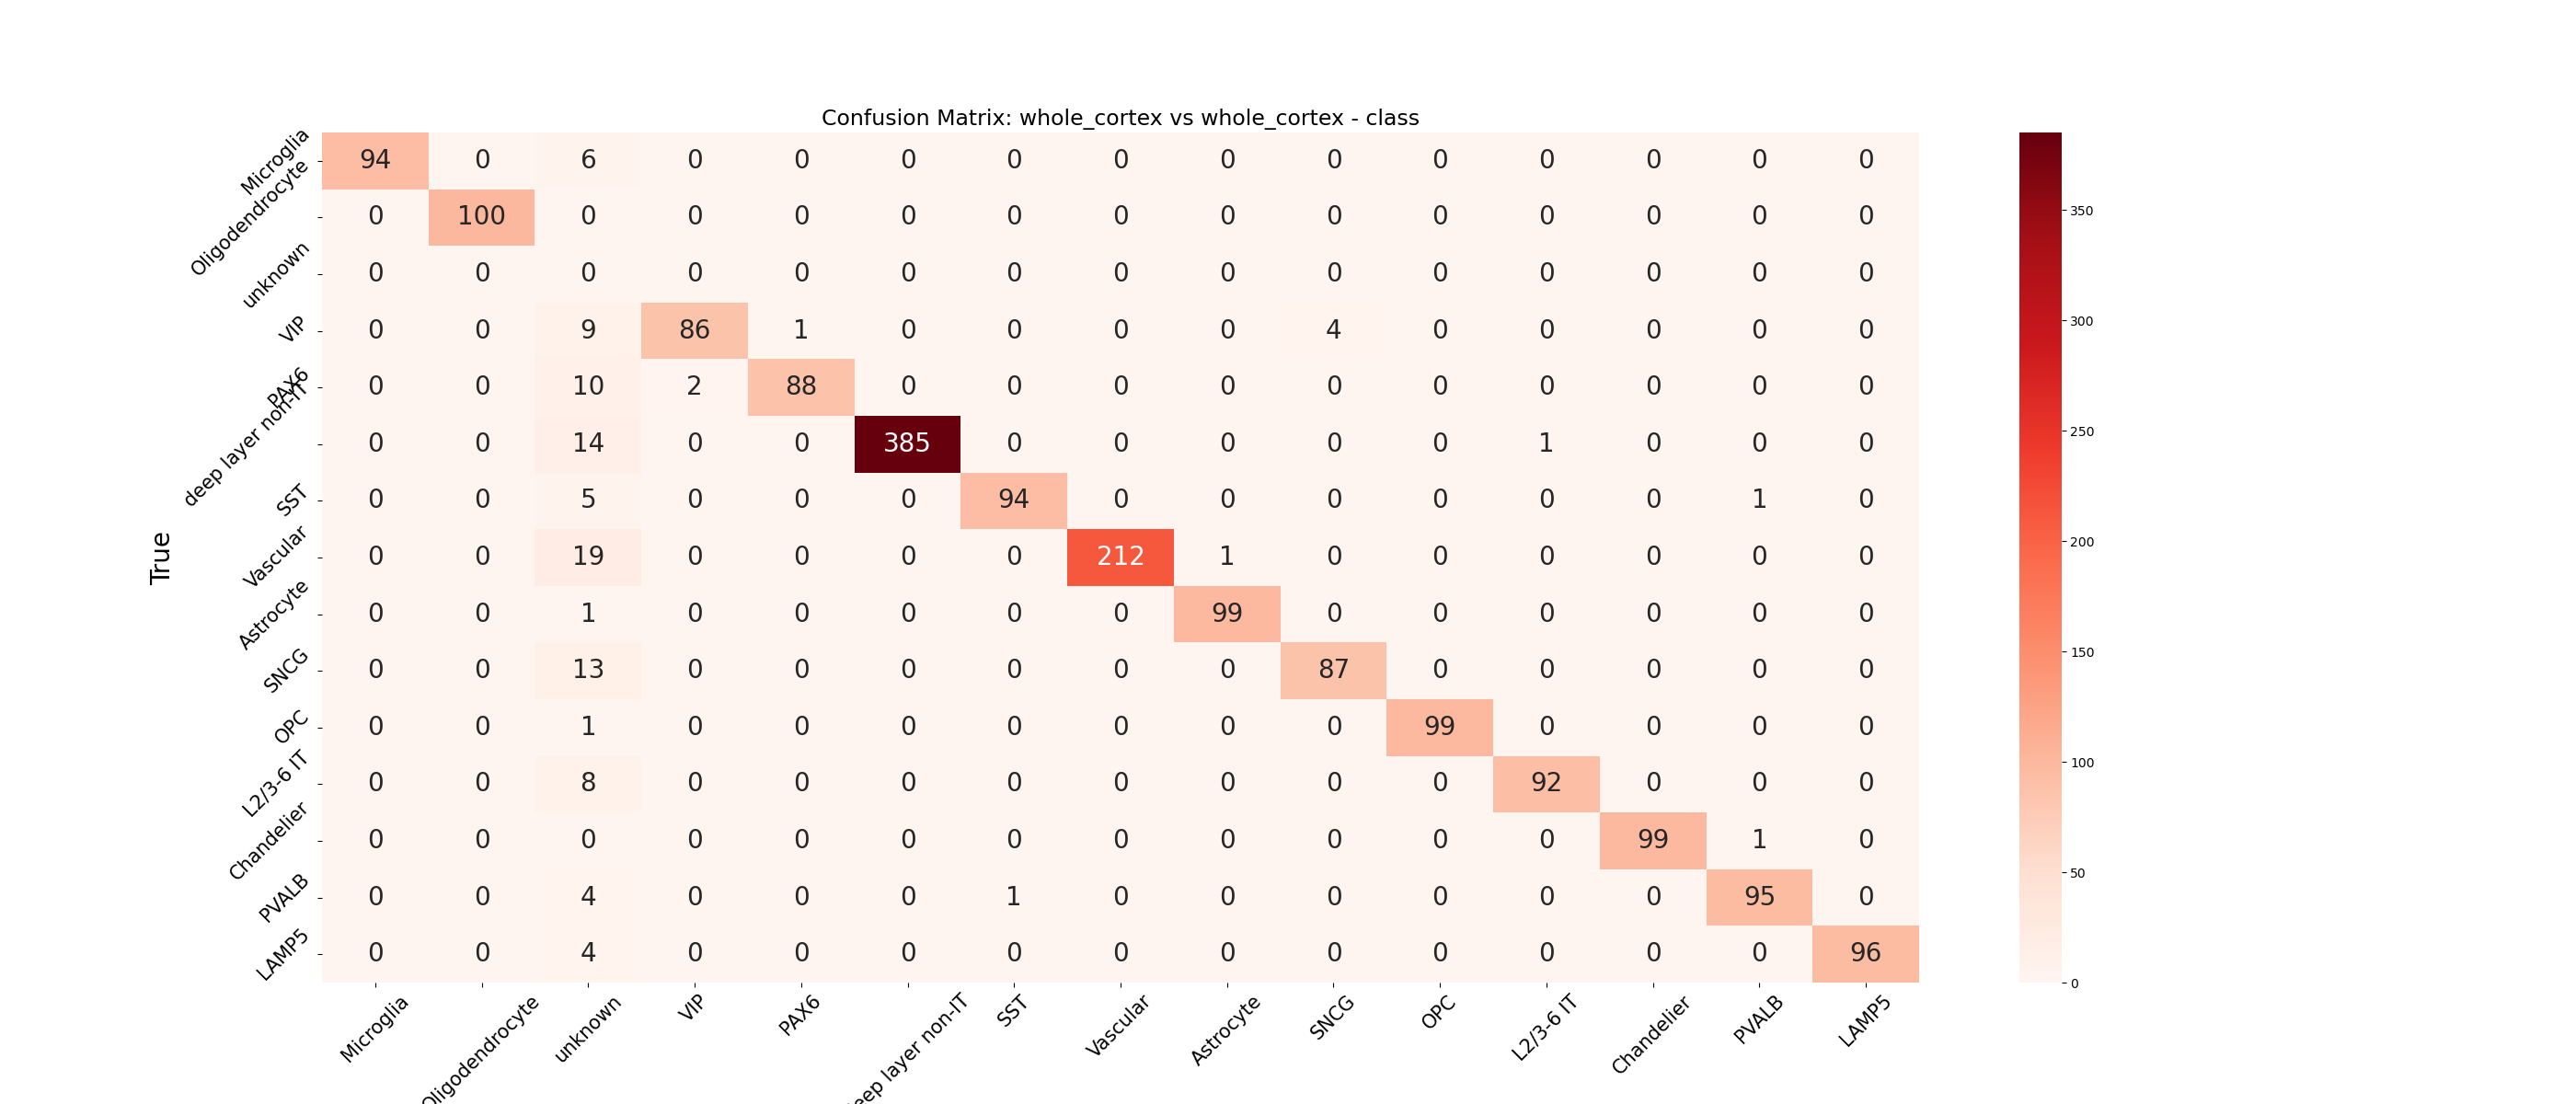 Confusion Matrix: whole_cortex vs whole_cortex - class
Microglia 94 0 6 0 0 0 0 0 0 0 0 0 0 0 0
Oligodendrocyte 0 100 0 0 0 0 0 0 0 0 0 0 0 0 0
unknown 0 0 0 0 0 0 0 0 0 0 0 0 0 0 0
VIP 0 0 9 86 1 0 0 0 0 4 0 0 0 0 0
PAX6 0 0 10 2 88 0 0 0 0 0 0 0 0 0 0
deep layer non-IT 0 0 14 0 0 385 0 0 0 0 0 1 0 0 0
SST 0 0 5 0 0 0 94 0 0 0 0 0 0 1 0
Vascular 0 0 19 0 0 0 0 212 1 0 0 0 0 0 0
Astrocyte 0 0 1 0 0 0 0 0 99 0 0 0 0 0 0
SNCG 0 0 13 0 0 0 0 0 0 87 0 0 0 0 0
OPC 0 0 1 0 0 0 0 0 0 0 99 0 0 0 0
L2/3-6 IT 0 0 8 0 0 0 0 0 0 0 0 92 0 0 0
Chandelier 0 0 0 0 0 0 0 0 0 0 0 0 99 1 0
PVALB 0 0 4 0 0 0 1 0 0 0 0 0 0 95 0
LAMP5 0 0 4 0 0 0 0 0 0 0 0 0 0 0 96
True
Microglia Oligodendrocyte unknown VIP PAX6 eep layer non-IT SST Vascular Astrocyte SNCG OPC L2/3-6 IT Chandelier PVALB LAMP5
350
300
250
200
150
100
50
0